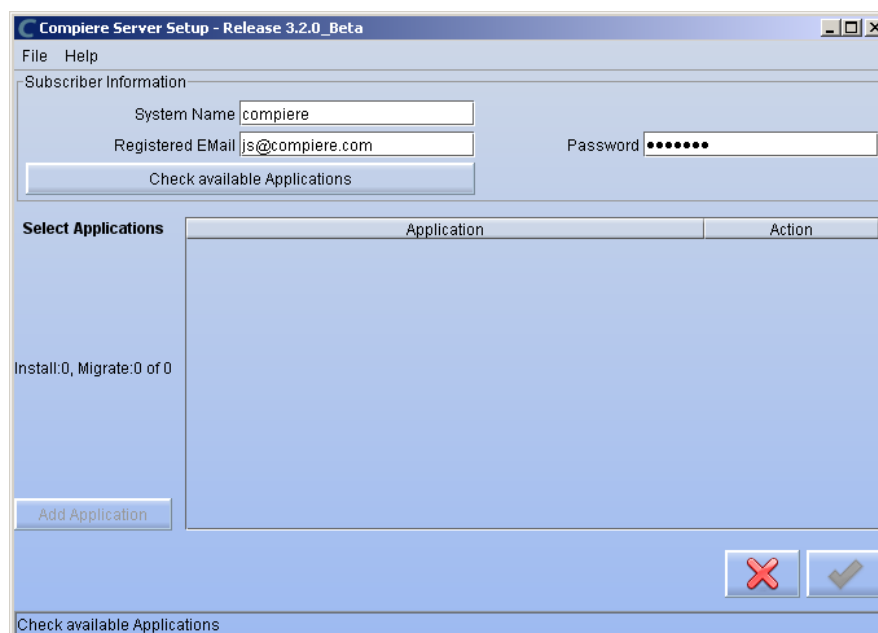 Compiere Server Setup - Release 3.2.0_Beta
File Help
Subscriber Information
System Name compiere
Registered EMail js@compiere.com Password •••••••
Check available Applications
Select Applications Application Action
Install:0, Migrate:0 of 0
Add Application
Check available Applications